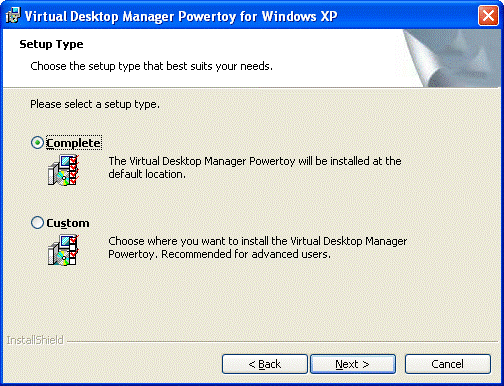 Virtual Desktop Manager Powertoy for Windows XP
Setup Type
Choose the setup type that best suits your needs.
Please select a setup type.
Complete
The Virtual Desktop Manager Powertoy will be installed at the
default location.
Custom
Choose where you want to install the Virtual Desktop Manager
Powertoy. Recommended for advanced users.
InstallShield
< Back
Next >
Cancel